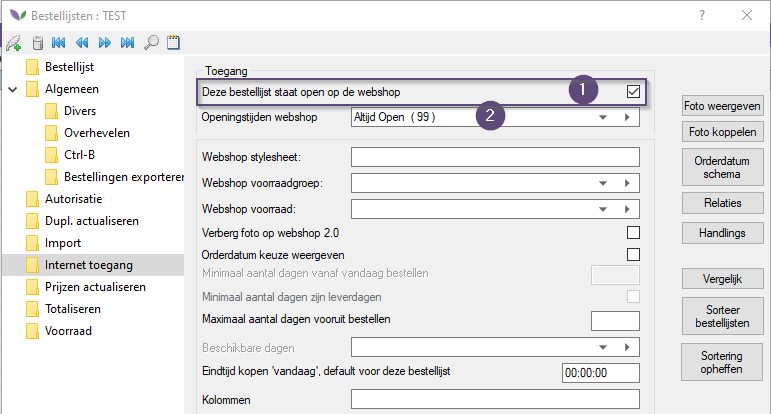 Bestellijsten : TEST
?
Bestellijst
Algemeen
Divers
Overhevelen
Ctrl-B
Bestellingen exporteren
Autorisatie
Dupl. actualiseren
Import
Internet toegang
Prijzen actualiseren
Totaliseren
Voorraad
Toegang
Deze bestellijst staat open op de webshop
1
Openingstijden webshop
Altijd Open ( 99 )
2
Webshop stylesheet:
Webshop voorraadgroep:
Webshop voorraad:
Verberg foto op webshop 2.0
Orderdatum keuze weergeven
Minimaal aantal dagen vanaf vandaag bestellen
Minimaal aantal dagen zijn leverdagen
Maximaal aantal dagen vooruit bestellen
Beschikbare dagen
Eindtijd kopen 'vandaag', default voor deze bestellijst
00:00:00
Kolommen
Foto weergeven
Foto koppelen
Orderdatum
schema
Relaties
Handlings
Vergelijk
Sorteer
bestellijsten
Sortering
opheffen